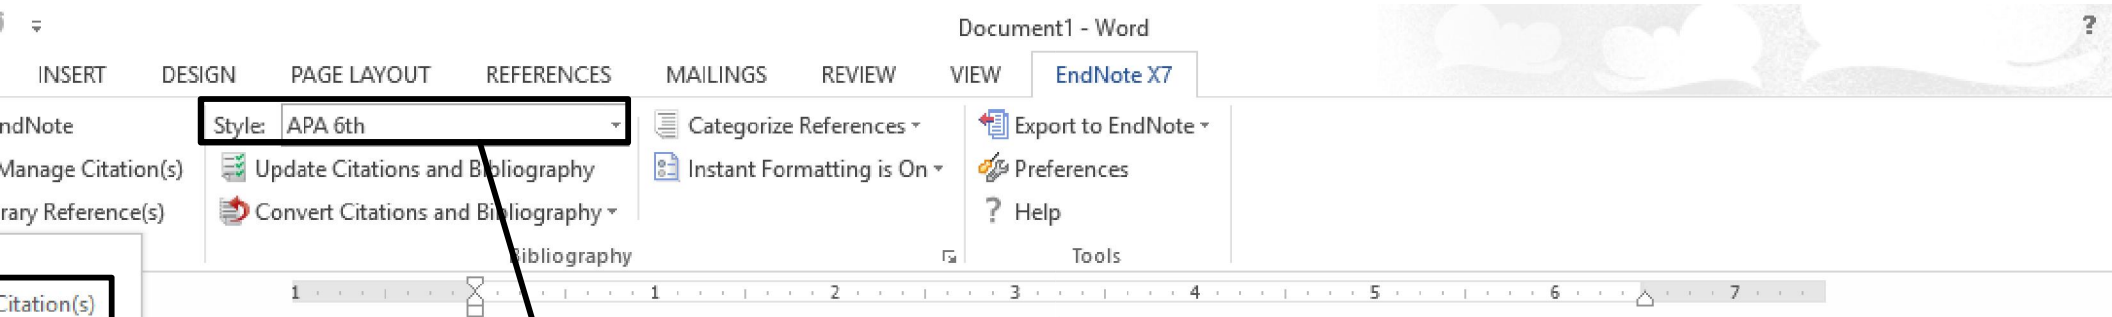 Document1 - Word ?
INSERT DESIGN PAGE LAYOUT REFERENCES MAILINGS REVIEW VIEW EndNote X7
ndNote Style: APA 6th Categorize References Export to EndNote
Manage Citation(s) Update Citations and Bibliography Instant Formatting is On Preferences
rary Reference(s) Convert Citations and Bibliography ? Help
Bibliography Tools
Citation(s) 1 1 2 3 4 5 6 7